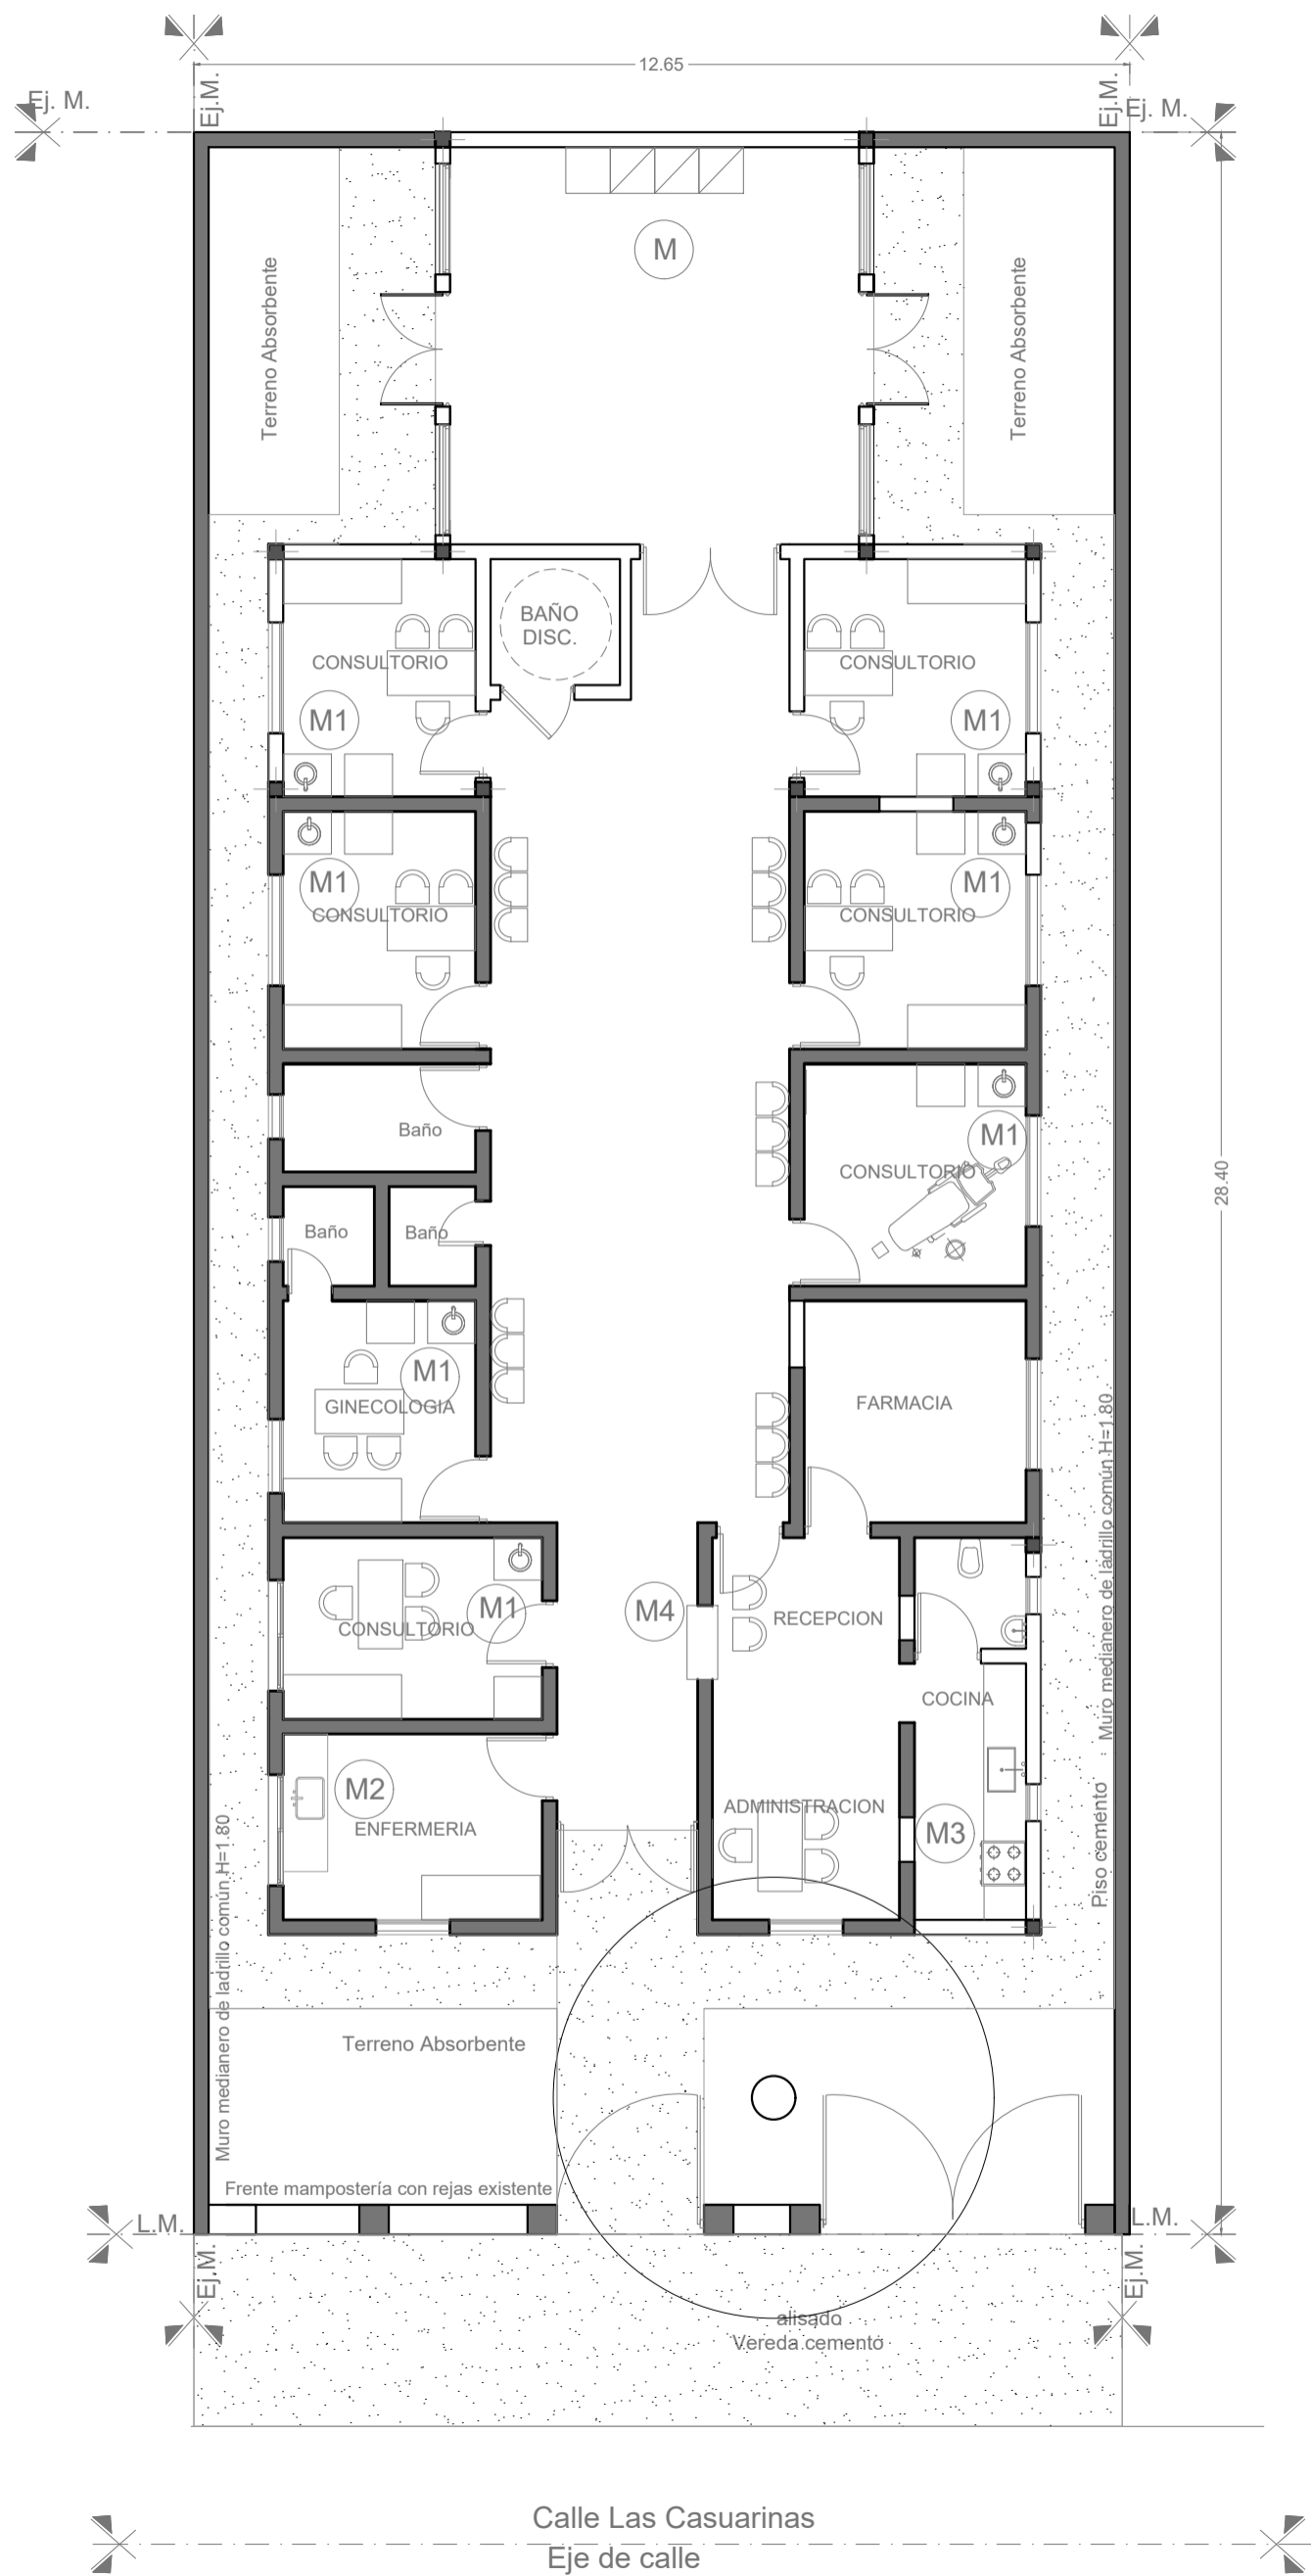 12.65
Ej.M.
Ej.M.
Ej. M.
Ej. M.
M
Terreno Absorbente
Terreno Absorbente
BAÑO
DISC.
CONSULTORIO
CONSULTORIO
M1
M1
M1
M1
CONSULTORIO
CONSULTORIO
Baño
M1
CONSULTORIO
28.40
Baño
Baño
M1
GINECOLOGIA
FARMACIA
Muro medianero de ladrillo común H=1.80
M1
CONSULTORIO
M4
RECEPCION
COCINA
M2
ENFERMERIA
ADMINISTRACION
M3
Piso cemento
Muro medianero de ladrillo común H=1.80
Terreno Absorbente
Frente mampostería con rejas existente
L.M.
L.M.
Ej.M.
Ej.M.
alisado
Vereda cemento
Calle Las Casuarinas
Eje de calle